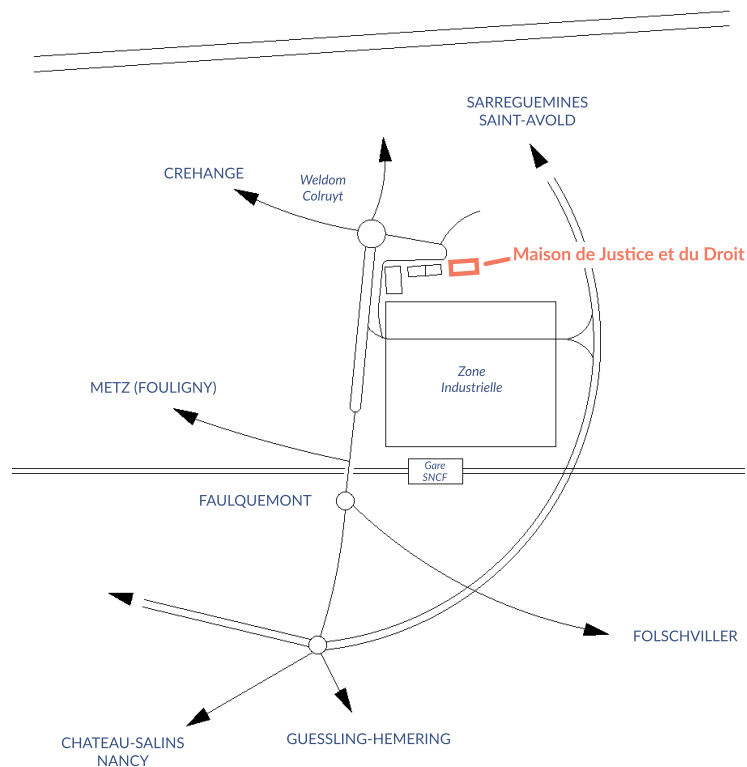 SARREGUEMINES
SAINT-AVOLD
CREHANGE
Weldom
Colruyt
Maison de Justice et du Droit
Zone
Industrielle
METZ (FOULIGNY)
Gare
SNCF
FAULQUEMONT
FOLSCHVILLER
GUESSLING-HEMERING
CHATEAU-SALINS
NANCY